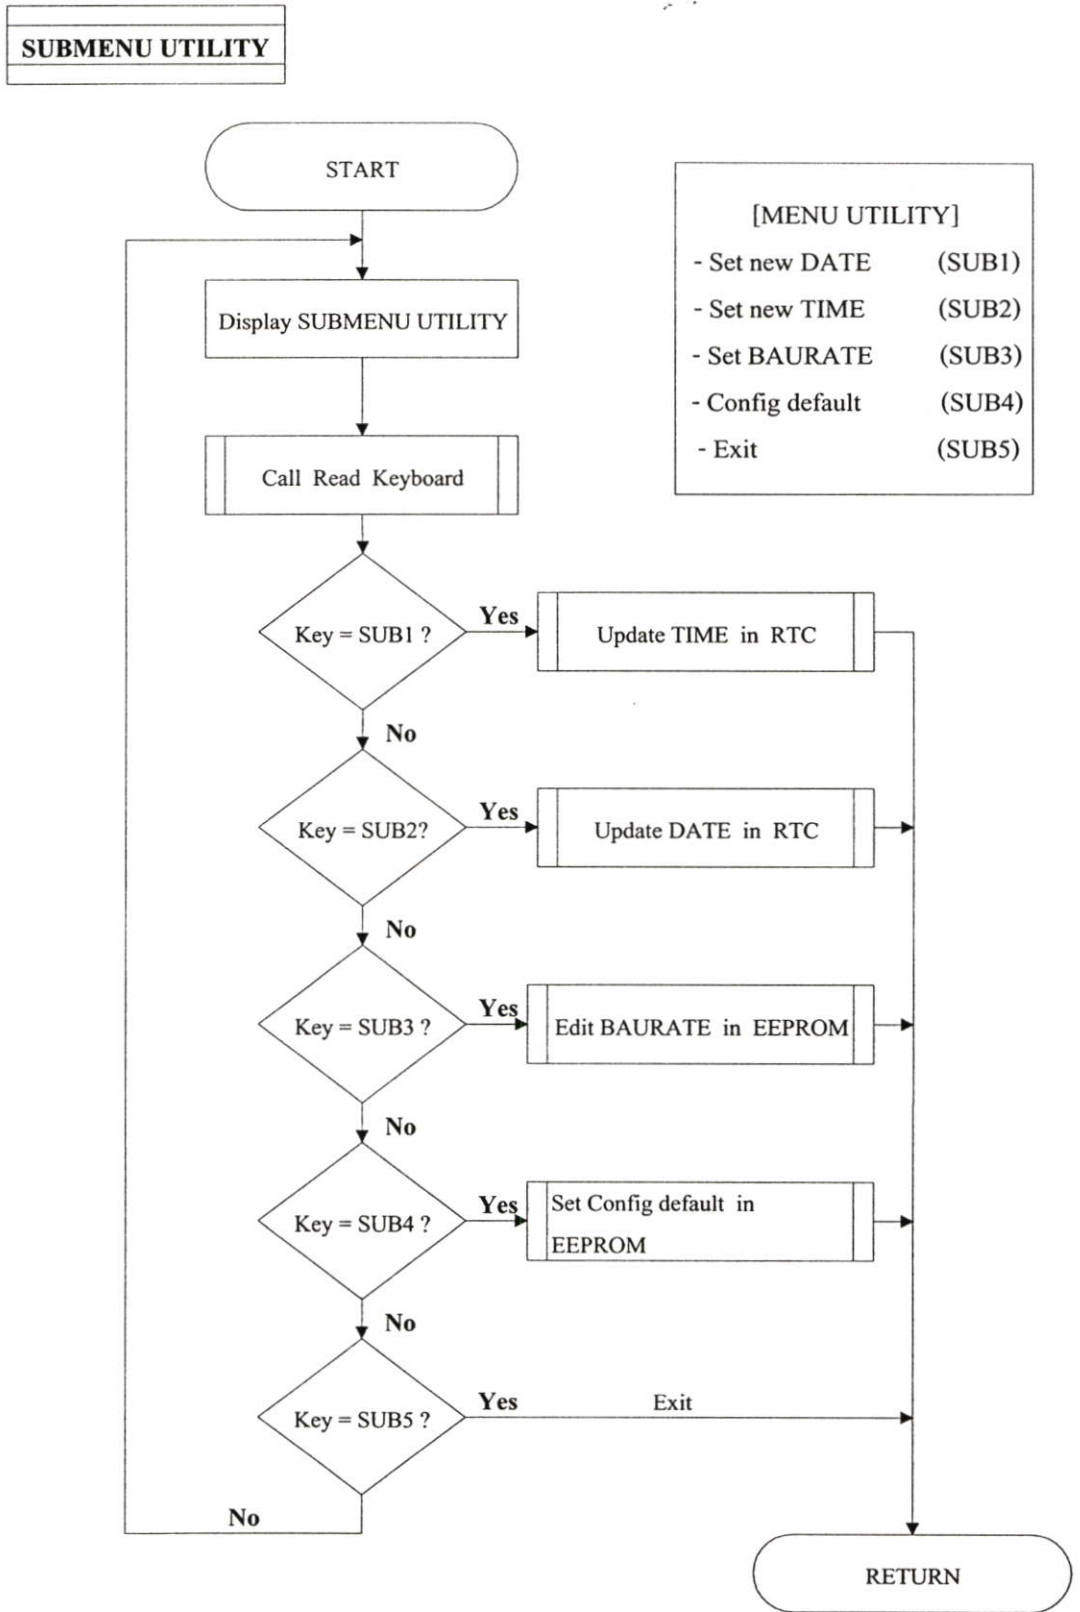 SUBMENU UTILITY
START
[MENU UTILITY]
- Set new DATE (SUB1)
- Set new TIME (SUB2)
- Set BAURATE (SUB3)
- Config default (SUB4)
- Exit (SUB5)
Display SUBMENU UTILITY
Call Read Keyboard
Key = SUB1 ?
Yes
Update TIME in RTC
No
Key = SUB2?
Yes
Update DATE in RTC
No
Key = SUB3 ?
Yes
Edit BAURATE in EEPROM
No
Key = SUB4 ?
Yes
Set Config default in
EEPROM
No
Key = SUB5 ?
Yes
Exit
No
RETURN